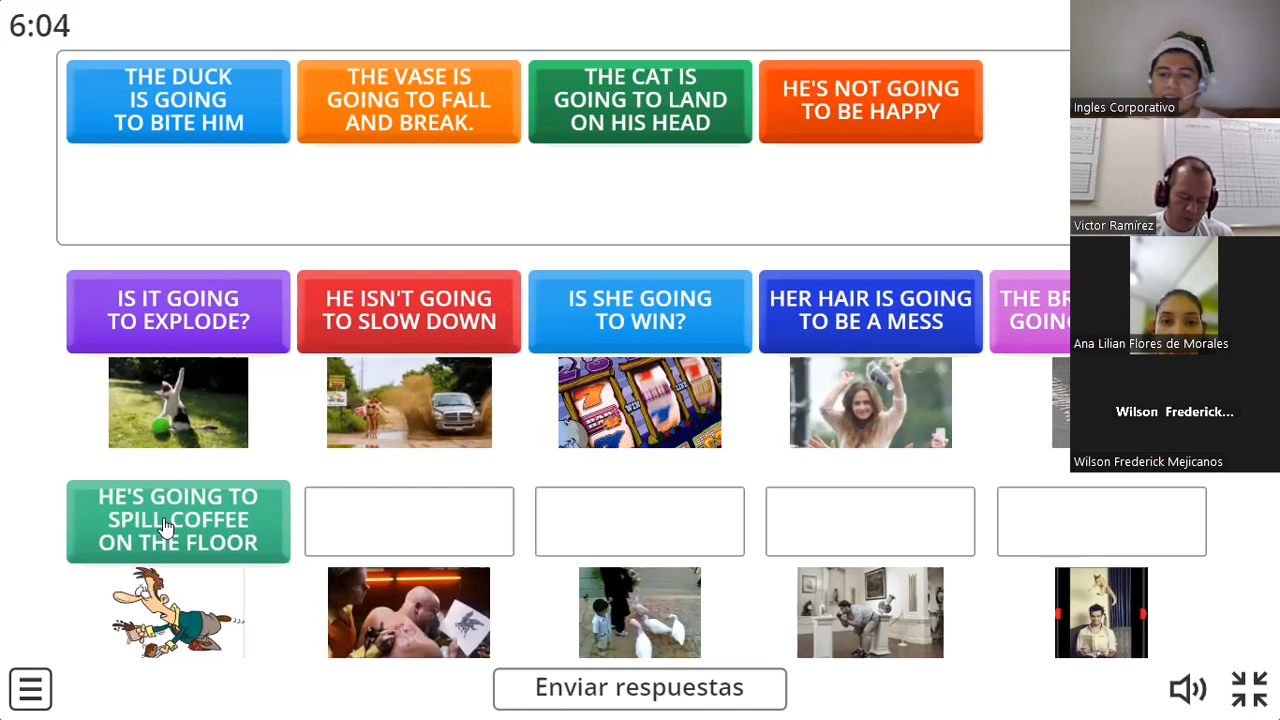 6:04
THE DUCK
IS GOING
TO BITE HIM
THE VASE IS
GOING TO FALL
AND BREAK.
THE CAT IS
GOING TO LAND
ON HIS HEAD
HE'S NOT GOING
TO BE HAPPY
IS IT GOING
TO EXPLODE?
HE ISN'T GOING
TO SLOW DOWN
IS SHE GOING
TO WIN?
HER HAIR IS GOING
TO BE A MESS
THE BR
GOING
HE'S GOING TO
SPILL COFFEE
ON THE FLOOR
Enviar respuestas
Ingles Corporativo
Victor Ramírez
Ana Lilian Flores de Morales
Wilson Frederick...
Wilson Frederick Mejicanos